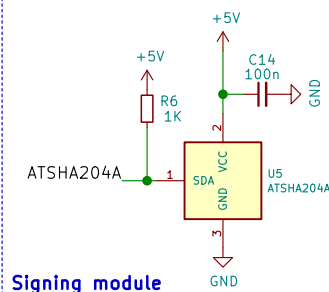 +5V
+5V
C14
100n
GND
R6
1K
2
VCC
ATSHA204A
1
SDA
GND
U5
ATSHA204A
3
GND
Signing module